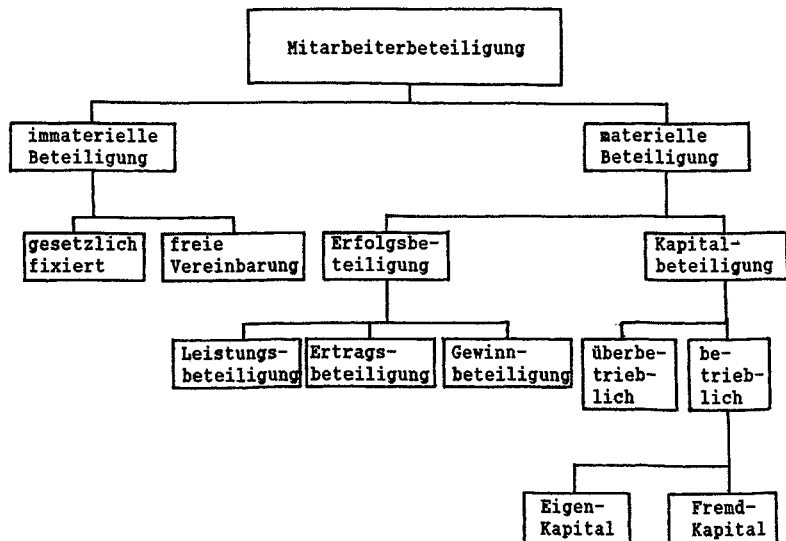 Mitarbeiterbeteiligung
immaterielle
Beteiligung
materielle
Beteiligung
gesetzlich
fixiert
freie
Vereinbarung
Erfolgsbe-
teiligung
Kapital-
beteiligung
Leistungs-
beteiligung
Ertrags-
beteiligung
Gewinn-
beteiligung
überbe-
trieb-
lich
be-
trieb-
lich
Eigen-
Kapital
Fremd-
Kapital